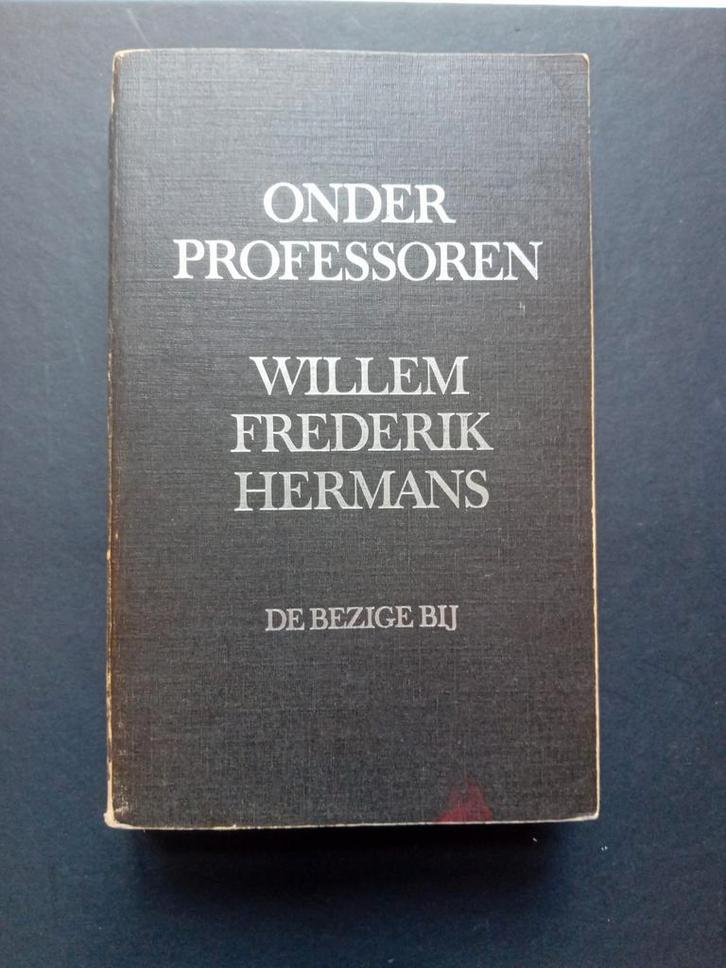 ONDER
PROFESSOREN
WILLEM
FREDERIK
HERMANS
DE BEZIGE BIJ